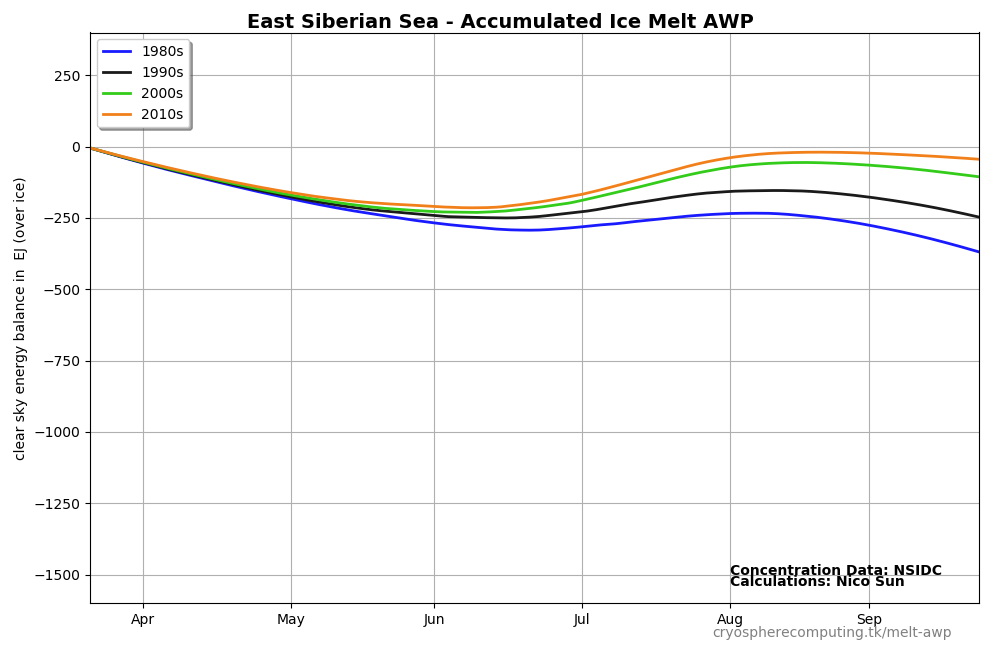 East Siberian Sea - Accumulated Ice Melt AWP
1980s
1990s
2000s
2010s
clear sky energy balance in  EJ (over ice)
250
0
−250
−500
−750
−1000
−1250
−1500
Apr May Jun Jul Aug Sep
Concentration Data: NSIDC
Calculations: Nico Sun
cryospherecomputing.tk/melt-awp